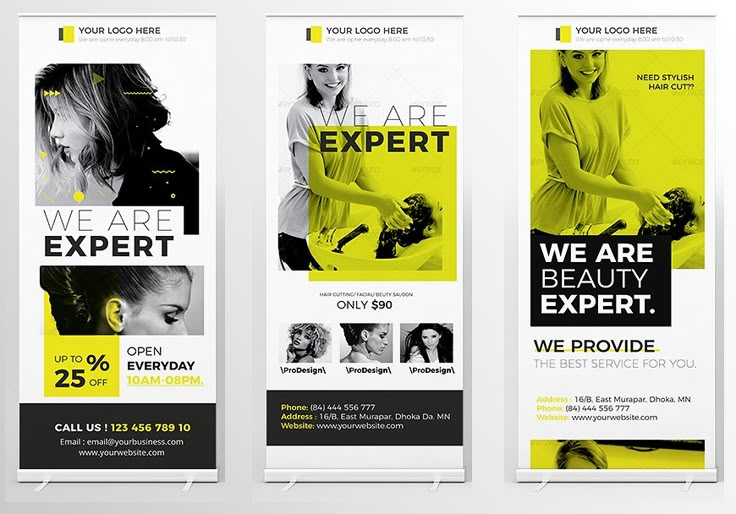 YOUR LOGO HERE
We are opne everyday 8:00 am to10:30
WE ARE
EXPERT
UP TO
25%
OFF
OPEN
EVERYDAY
10AM-08PM.
CALL US ! 123 456 789 10
Email : email@yourbusiness.com
www.yourwebsite.com
YOUR LOGO HERE
We are opne everyday 8:00 am to10:30
WE ARE
EXPERT
HAIR CUTTING/ FACIAL/ BEUTY SALOON
ONLY $90
\ProDesign\ \ProDesign\ \ProDesign\
Phone: (84) 444 556 777
Address : 16/B, East Murapar, Dhoka Da. MN
Website: www.yourwebsite.com
YOUR LOGO HERE
We are opne everyday 8:00 am to10:30
NEED STYLISH
HAIR CUT??
WE ARE
BEAUTY
EXPERT.
WE PROVIDE
THE BEST SERVICE FOR YOU.
Address : 16/B, East Murapar, Dhoka, MN
Phone: (84) 444 556 777
Website: www.yourwebsite.com